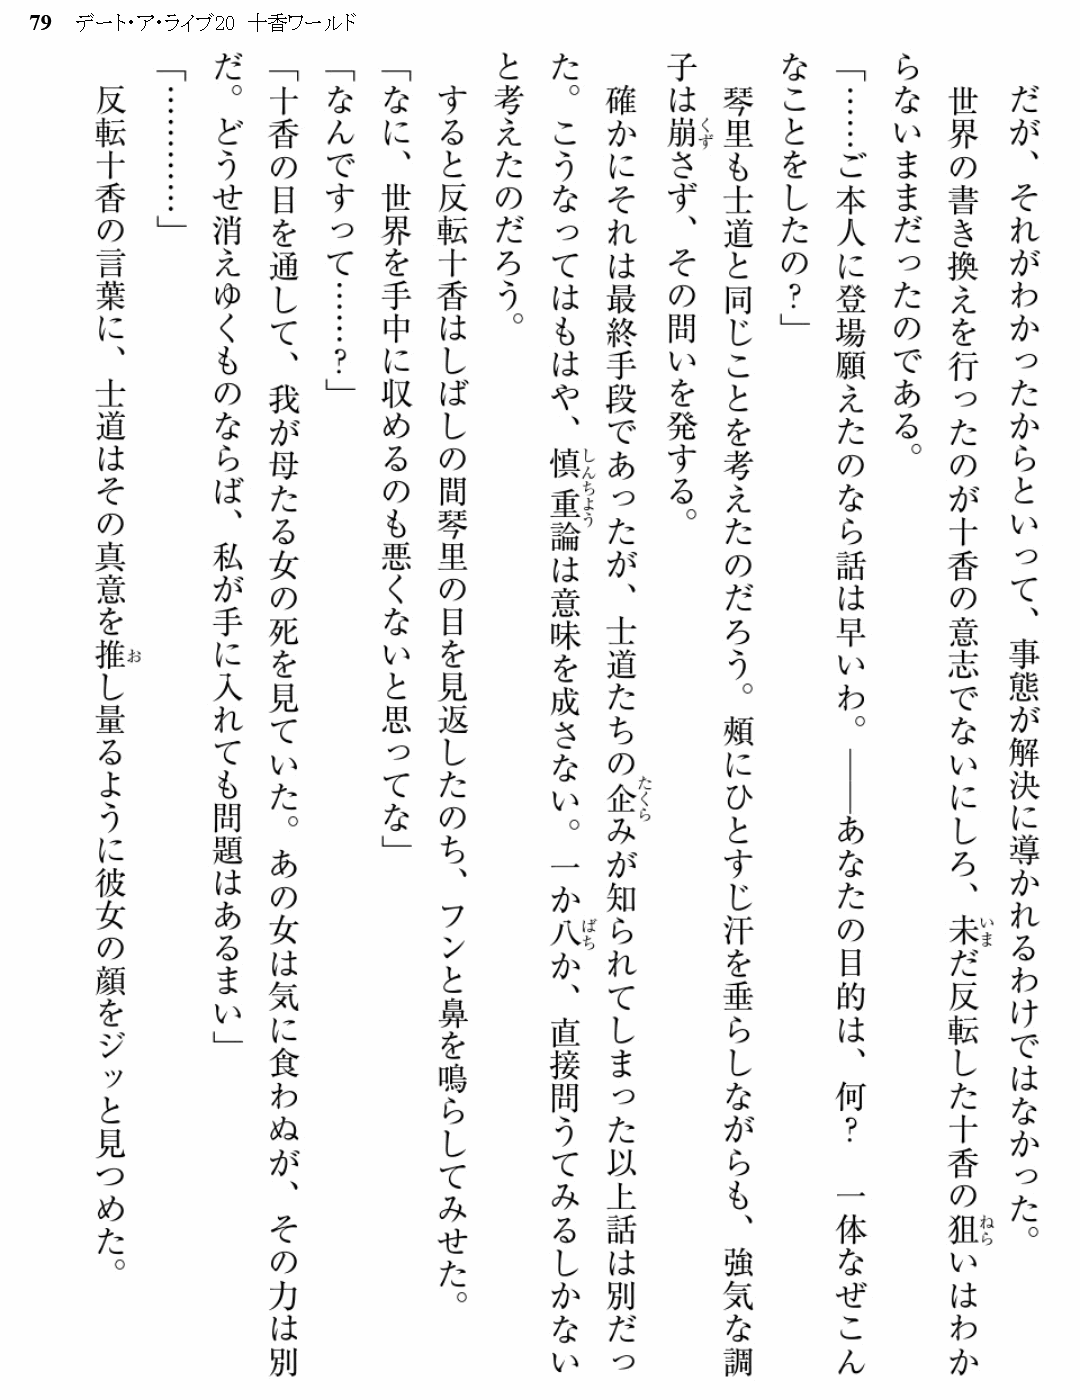 79 デート・ア・ライブ20 十香ワールド
だが、それがわかったからといって、事態が解決に導かれるわけではなかった。
世界の書き換えを行ったのが十香の意志でないにしろ、未だ反転した十香の狙いはわか
らないままだったのである。
「……ご本人に登場願えたのなら話は早いわ。――あなたの目的は、何？　一体なぜこん
なことをしたの？」
琴里も士道と同じことを考えたのだろう。頰にひとすじ汗を垂らしながらも、強気な調
子は崩さず、その問いを発する。
確かにそれは最終手段であったが、士道たちの企みが知られてしまった以上話は別だっ
た。こうなってはもはや、慎重論は意味を成さない。一か八か、直接問うてみるしかない
と考えたのだろう。
すると反転十香はしばしの間琴里の目を見返したのち、フンと鼻を鳴らしてみせた。
「なに、世界を手中に収めるのも悪くないと思ってな」
「なんですって……？」
「十香の目を通して、我が母たる女の死を見ていた。あの女は気に食わぬが、その力は別
だ。どうせ消えゆくものならば、私が手に入れても問題はあるまい」
「…………」
反転十香の言葉に、士道はその真意を推し量るように彼女の顔をジッと見つめた。